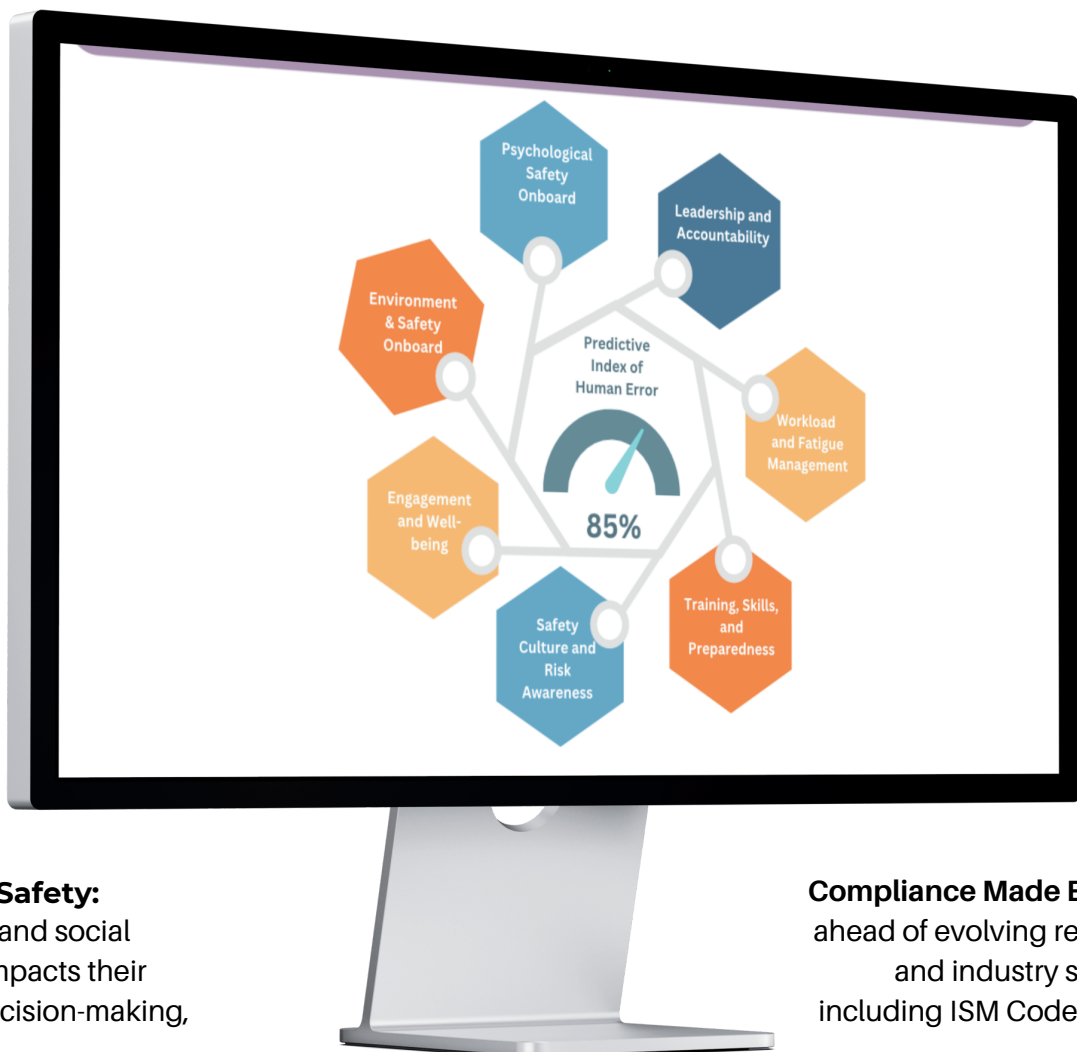 Psychological
Safety
Onboard
Leadership and
Accountability
Environment
& Safety
Onboard
Predictive
Index of
Human Error
85%
Workload
and Fatigue
Management
Engagement
and Well-
being
Training, Skills,
and
Preparedness
Safety
Culture and
Risk
Awareness
Safety:
and social
mpacts their
cision-making,
Compliance Made E
ahead of evolving re
and industry s
including ISM Code